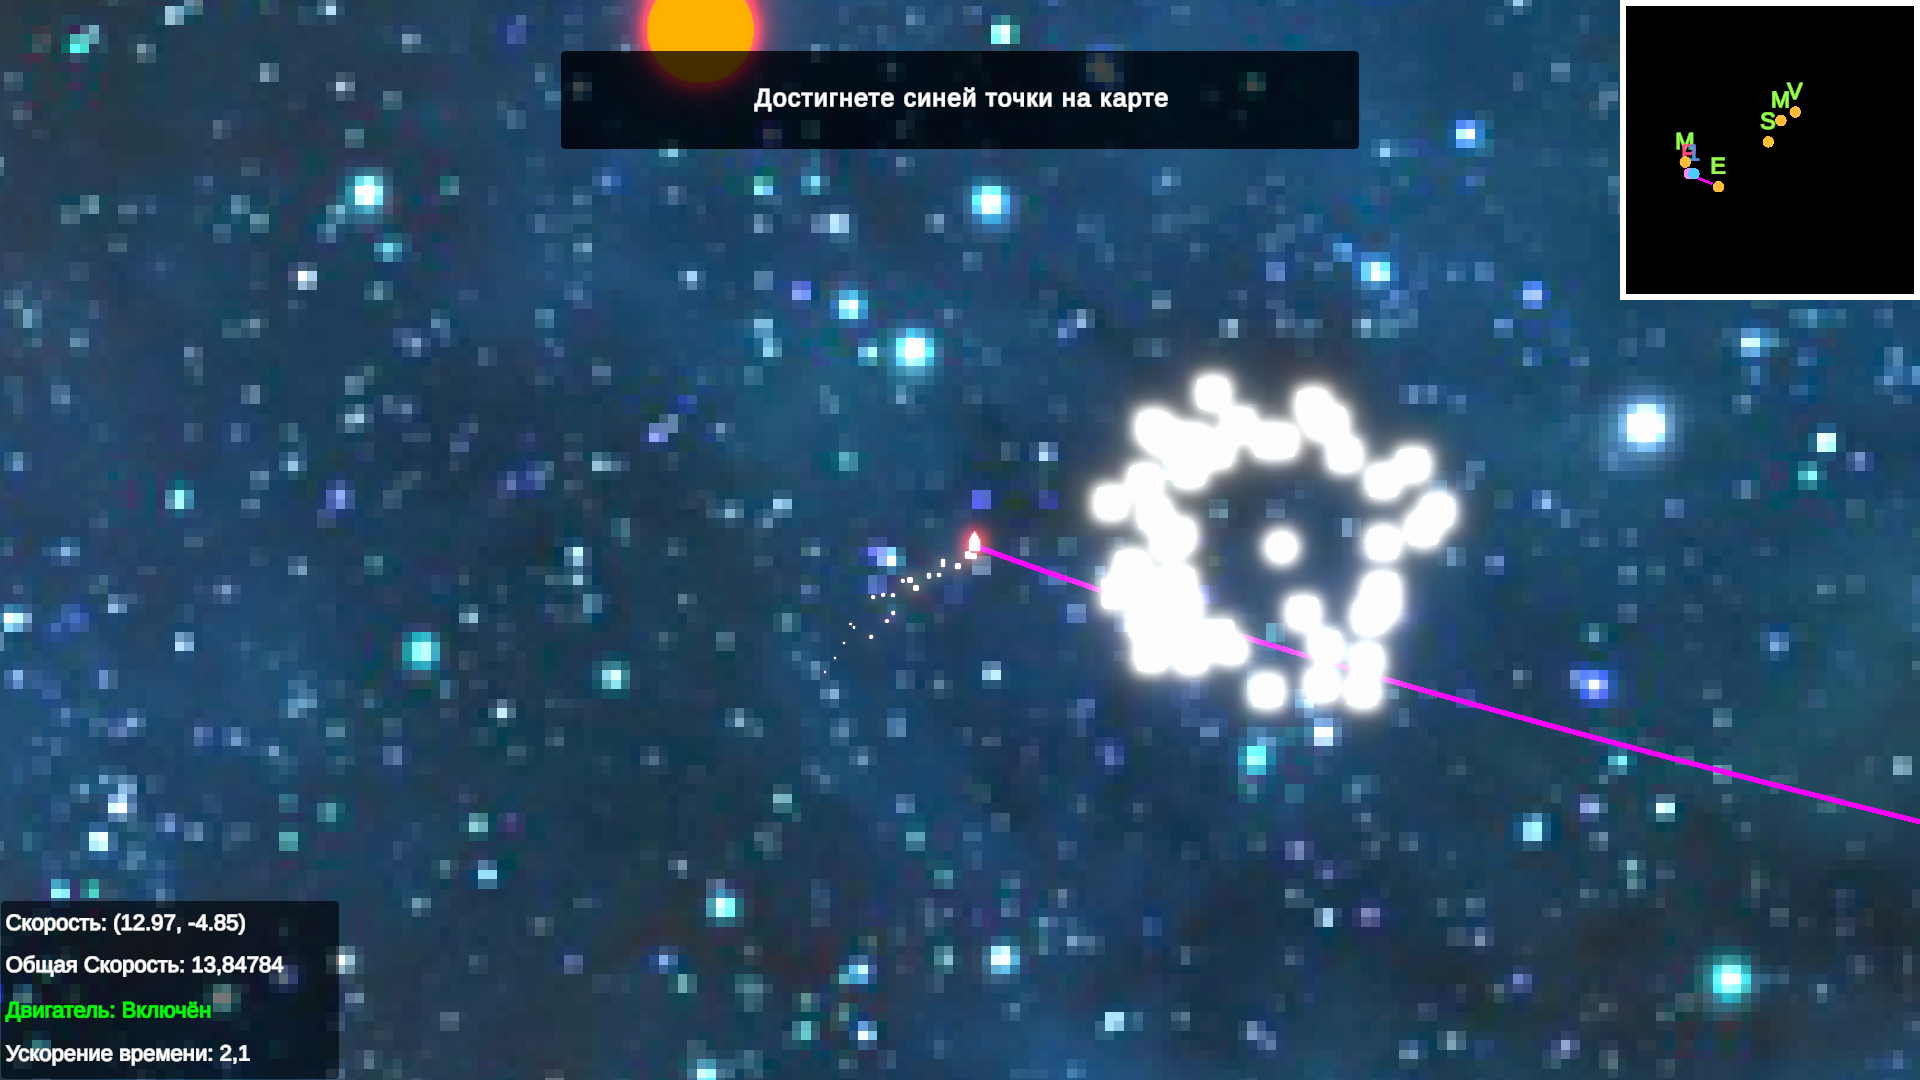 Достигнете синей точки на карте
V
M
S
M
E
Скорость: (12.97, -4.85)
Общая Скорость: 13,84784
Двигатель: Включён
Ускорение времени: 2,1